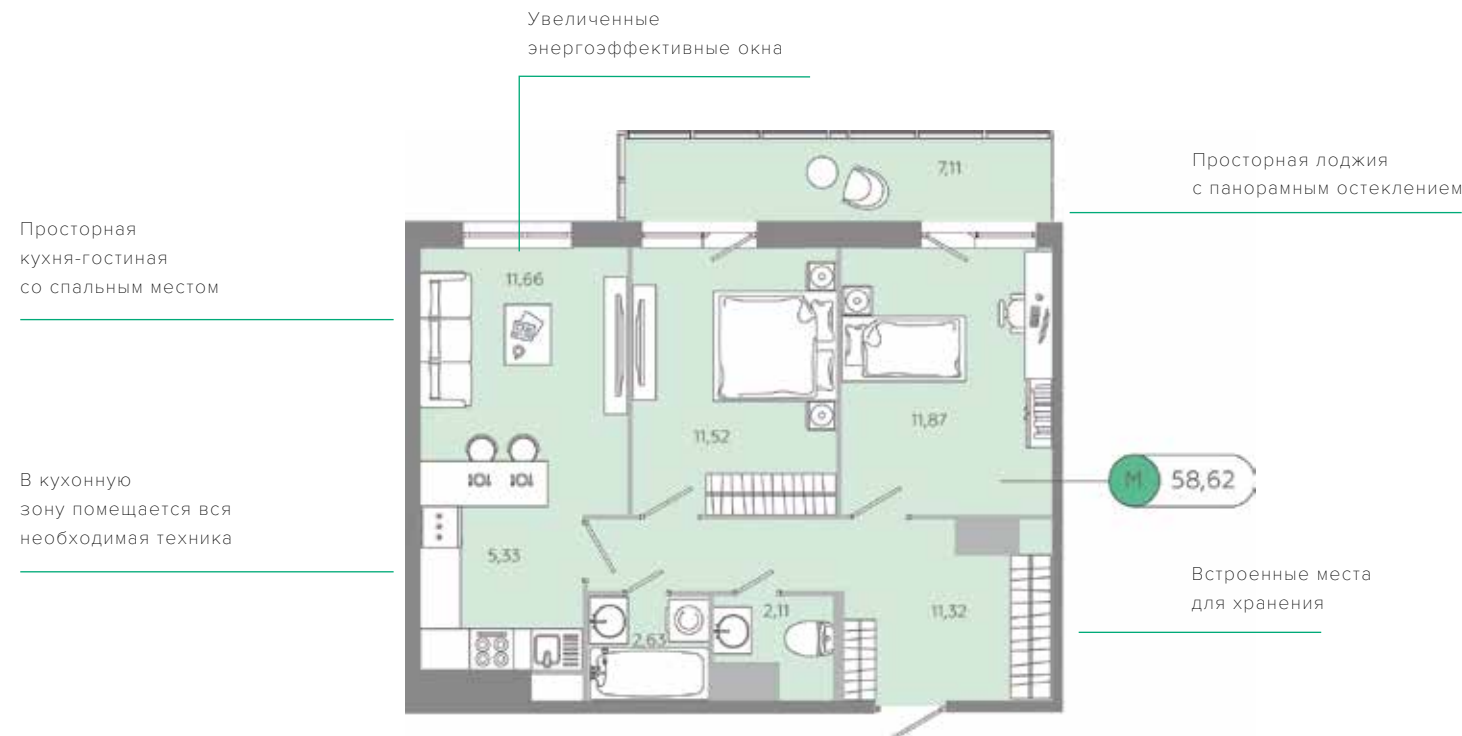 Увеличенные
энергоэффективные окна
Просторная лоджия
с панорамным остеклением
7,11
Просторная
кухня-гостиная
со спальным местом
11,66
11,52
11,87
В кухонную
зону помещается вся
необходимая техника
М 58,62
5,33
Встроенные места
для хранения
2,63
2,11
11,32